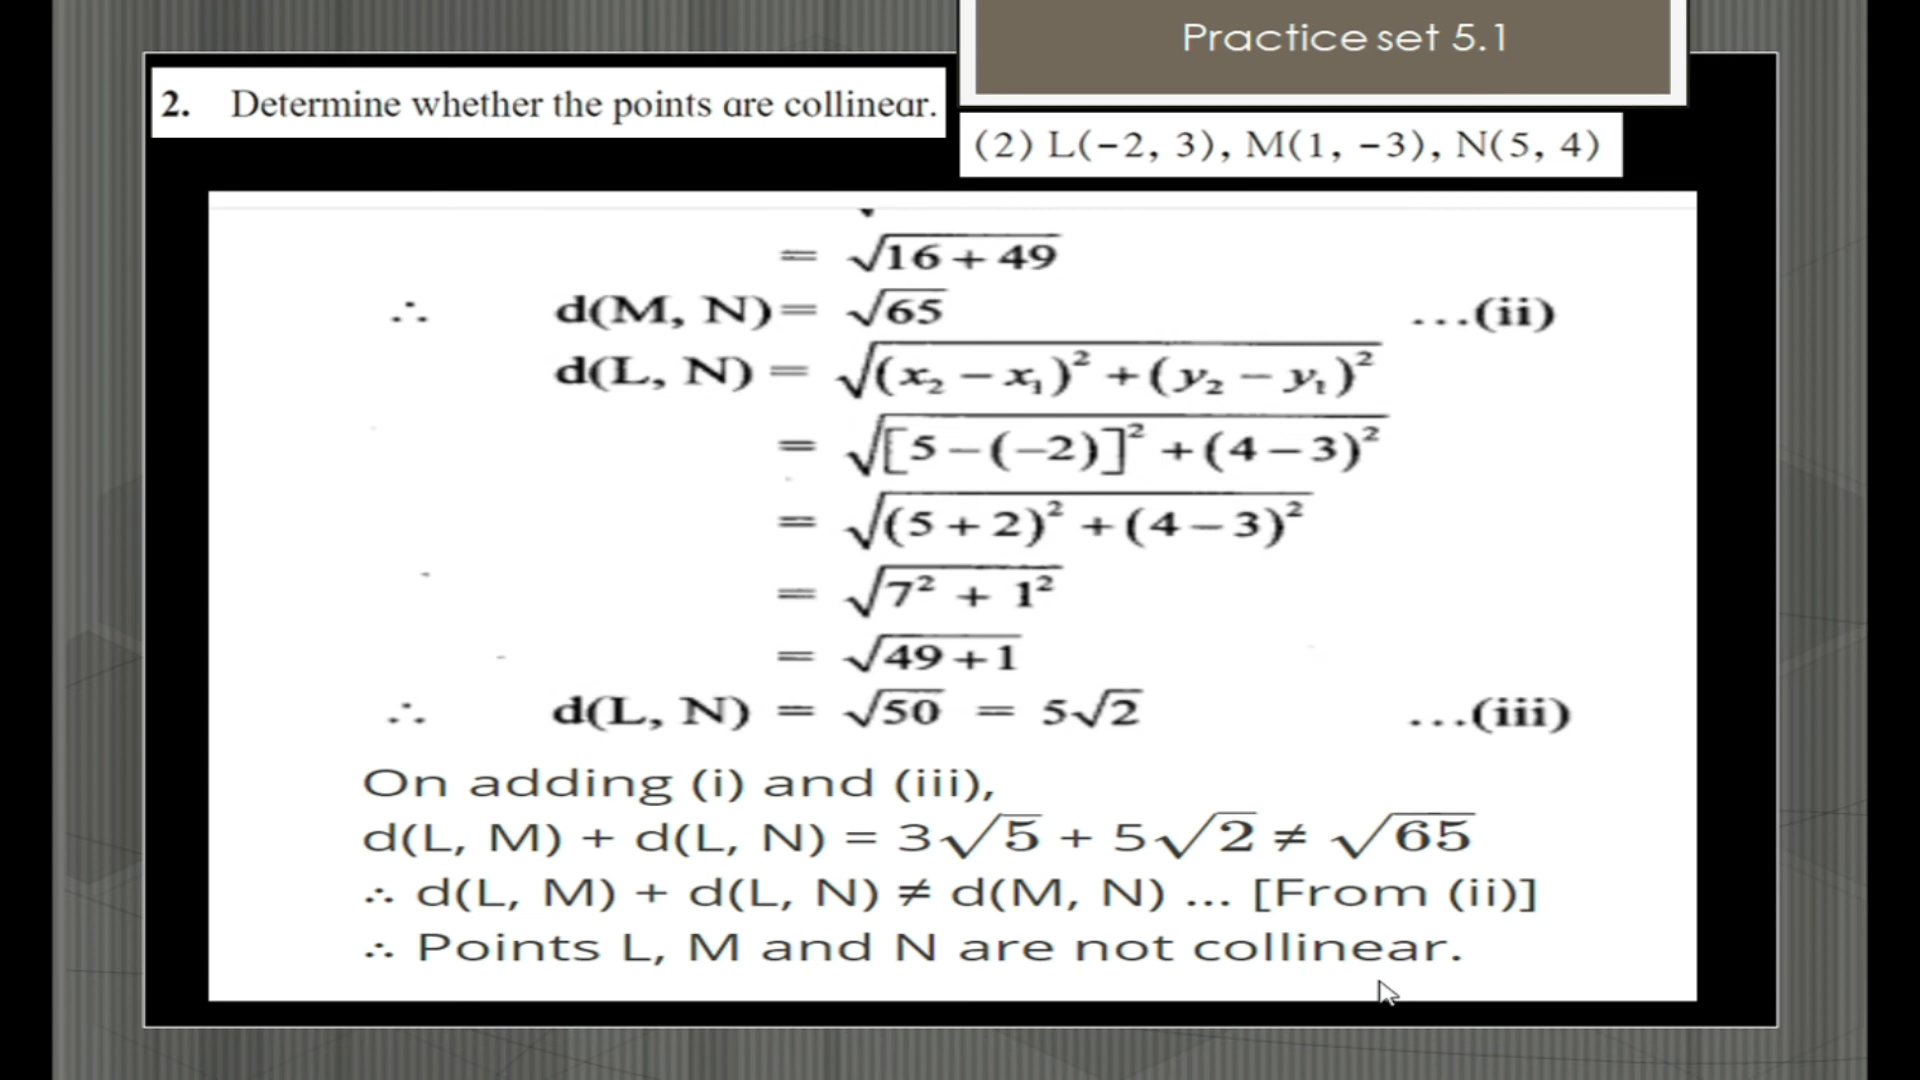 Practice set 5.1
2. Determine whether the points are collinear.
(2) L(−2, 3), M(1, −3), N(5, 4)
= √16 + 49
∴ d(M, N) = √65 ...(ii)
d(L, N) = √(x₂ − x₁)² + (y₂ − y₁)²
= √[5 − (−2)]² + (4 − 3)²
= √(5 + 2)² + (4 − 3)²
= √7² + 1²
= √49 + 1
∴ d(L, N) = √50 = 5√2 ...(iii)
On adding (i) and (iii),
d(L, M) + d(L, N) = 3√5 + 5√2 ≠ √65
∴ d(L, M) + d(L, N) ≠ d(M, N) ... [From (ii)]
∴ Points L, M and N are not collinear.